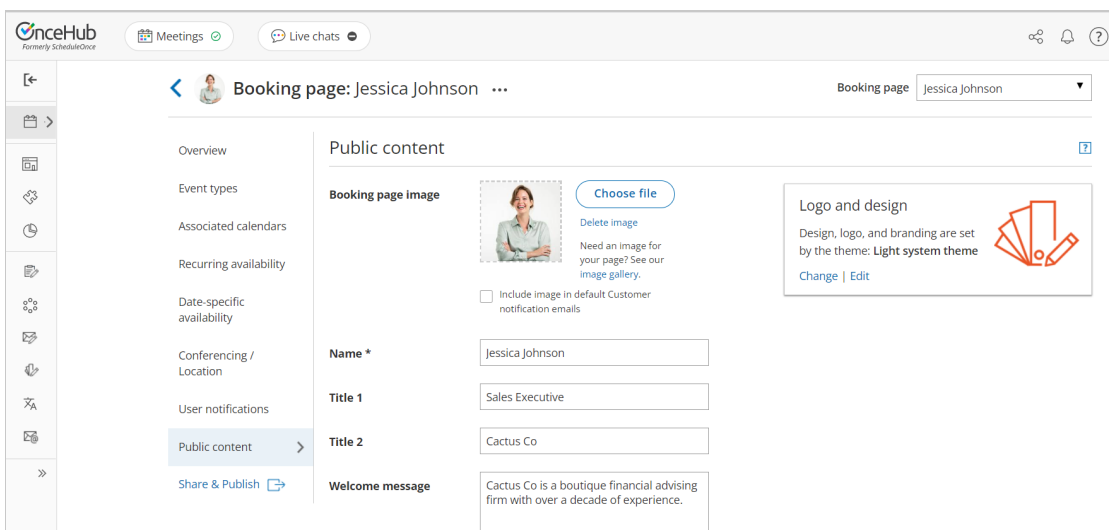 OnceHub
Formerly ScheduleOnce
Meetings
Live chats
?
Booking page: Jessica Johnson ...
Booking page
Jessica Johnson
Overview
Event types
Associated calendars
Recurring availability
Date-specific
availability
Conferencing /
Location
User notifications
Public content
Share & Publish
Public content
?
Booking page image
Choose file
Delete image
Need an image for
your page? See our
image gallery.
Include image in default Customer
notification emails
Logo and design
Design, logo, and branding are set
by the theme: Light system theme
Change | Edit
Name *
Jessica Johnson
Title 1
Sales Executive
Title 2
Cactus Co
Welcome message
Cactus Co is a boutique financial advising
firm with over a decade of experience.